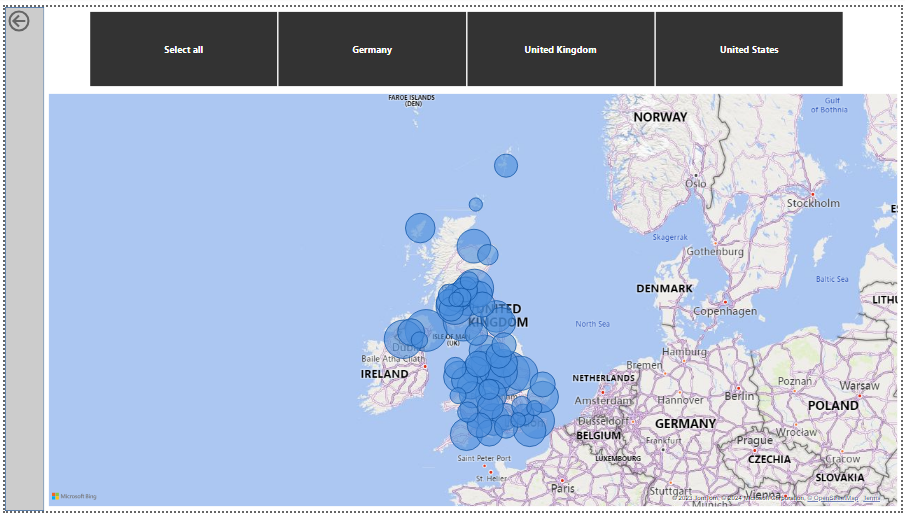 Select all
Germany
United Kingdom
United States
FAROE ISLANDS
(DEN)
Gulf
of Bothnia
NORWAY
Oslo
Stockholm
Skagerrak
Gothenburg
Baltic Sea
DENMARK
LITHU
Copenhagen
UNITED
KINGDOM
North Sea
ISLE OF MAN
(UK)
Dublin
Baile Átha Cliath
IRELAND
Hamburg
Bremen
NETHERLANDS
Amsterdam
Hannover
Berlin
Poznan
Warsaw
POLAND
Düsseldorf
GERMANY
BELGIUM
Wrocław
Frankfurt
Prague
LUXEMBOURG
CZECHIA
Cracow
Saint Peter Port
SLOVAKIA
St. Helier
Paris
Stuttgart
Vienna
Munich
Microsoft Bing
© 2023 TomTom, © 2024 Microsoft Corporation, © OpenStreetMap Terms